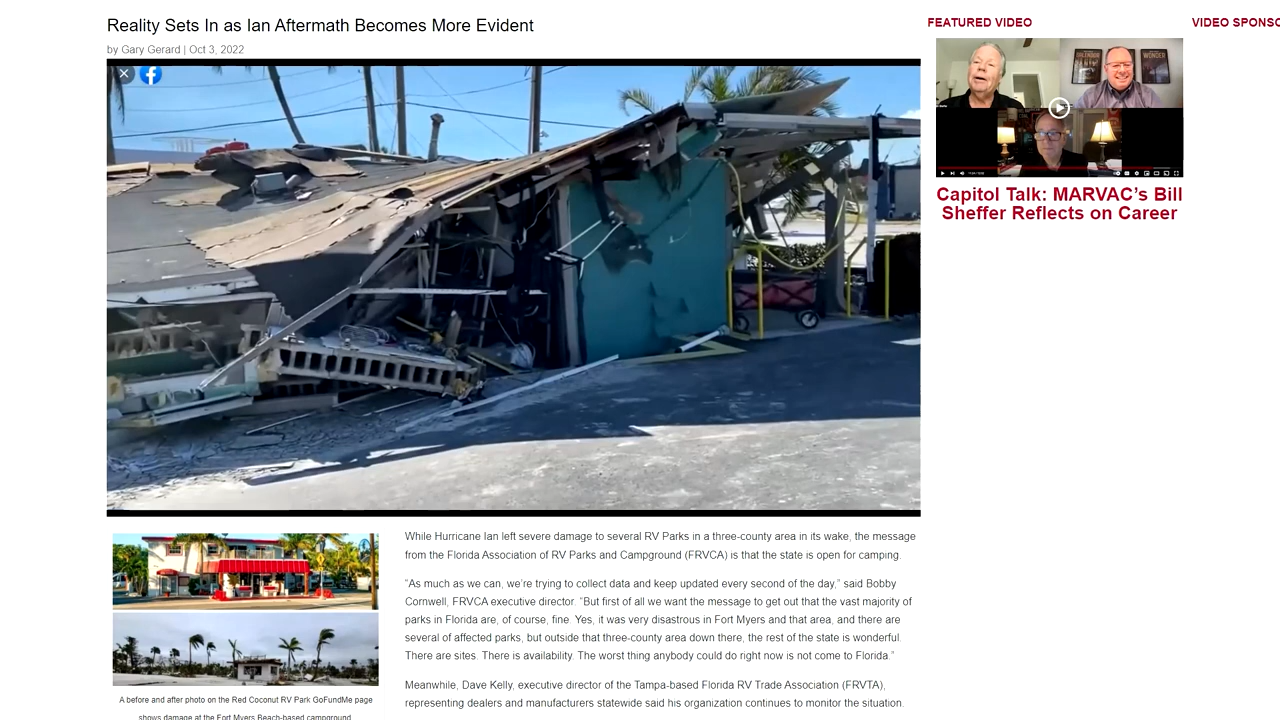 Reality Sets In as Ian Aftermath Becomes More Evident
by Gary Gerard | Oct 3, 2022
While Hurricane Ian left severe damage to several RV Parks in a three-county area in its wake, the message
from the Florida Association of RV Parks and Campground (FRVCA) is that the state is open for camping.
“As much as we can, we’re trying to collect data and keep updated every second of the day,” said Bobby
Cornwell, FRVCA executive director. “But first of all we want the message to get out that the vast majority of
parks in Florida are, of course, fine. Yes, it was very disastrous in Fort Myers and that area, and there are
several of affected parks, but outside that three-county area down there, the rest of the state is wonderful.
There are sites. There is availability. The worst thing anybody could do right now is not come to Florida.”
Meanwhile, Dave Kelly, executive director of the Tampa-based Florida RV Trade Association (FRVTA),
representing dealers and manufacturers statewide said his organization continues to monitor the situation.
A before and after photo on the Red Coconut RV Park GoFundMe page
shows damage at the Fort Myers Beach-based campground
FEATURED VIDEO
Capitol Talk: MARVAC’s Bill
Sheffer Reflects on Career
VIDEO SPONSO